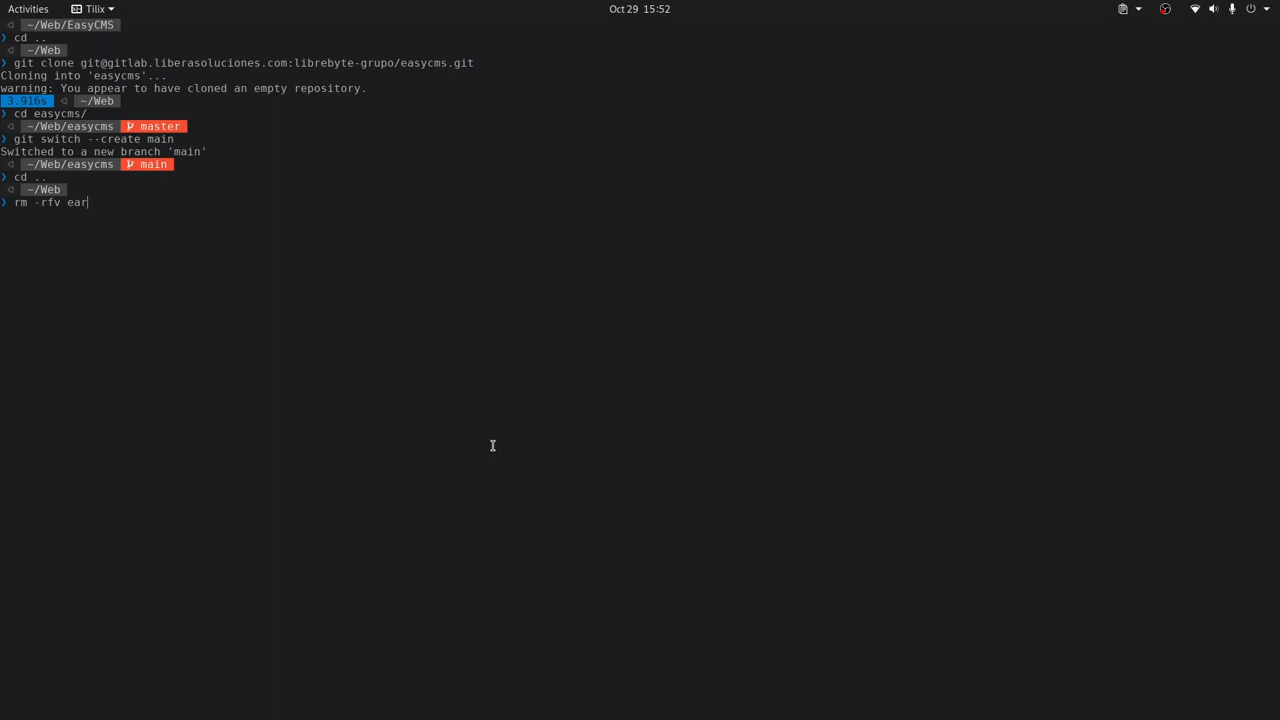 Activities Tilix Oct 29 15:52
~/Web/EasyCMS
❯ cd ..
~/Web
❯ git clone git@gitlab.liberasoluciones.com:librebyte-grupo/easycms.git
Cloning into 'easycms'...
warning: You appear to have cloned an empty repository.
3.916s ~/Web
❯ cd easycms/
~/Web/easycms master
❯ git switch --create main
Switched to a new branch 'main'
~/Web/easycms main
❯ cd ..
~/Web
❯ rm -rfv ear